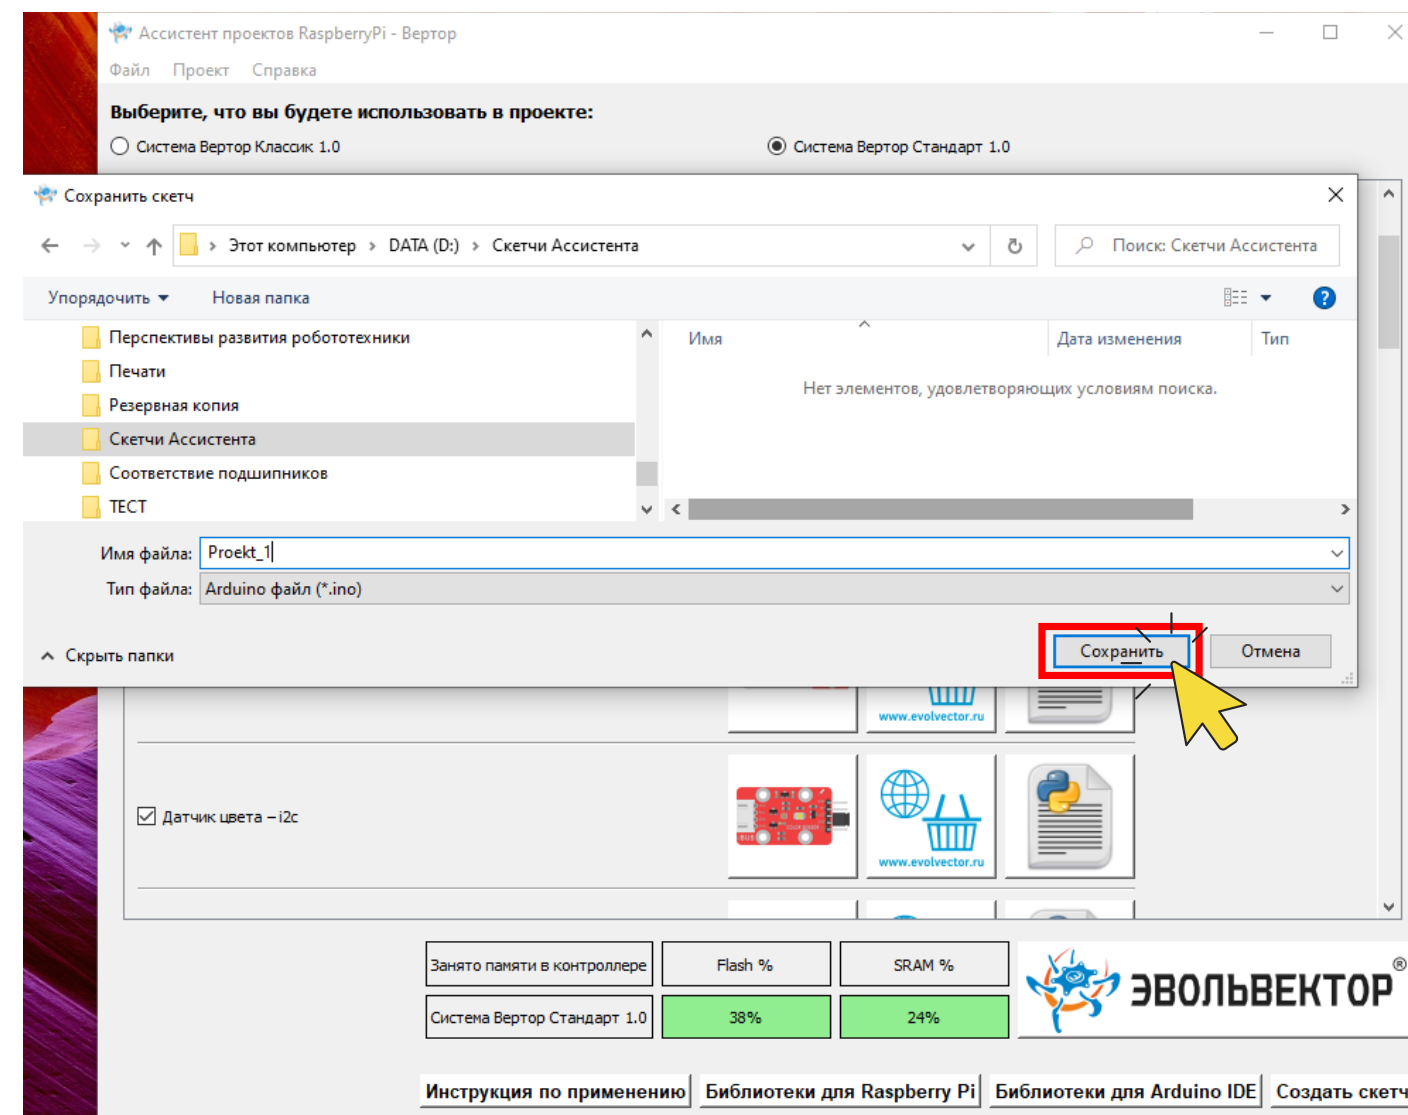 Ассистент проектов RaspberryPi - Вертор
Файл Проект Справка
Выберите, что вы будете использовать в проекте:
Система Вертор Классик 1.0 Система Вертор Стандарт 1.0
Сохранить скетч
Этот компьютер › DATA (D:) › Скетчи Ассистента Поиск: Скетчи Ассистента
Упорядочить Новая папка ?
Перспективы развития робототехники
Печати
Резервная копия
Скетчи Ассистента
Соответствие подшипников
ТЕСТ
Имя Дата изменения Тип
Нет элементов, удовлетворяющих условиям поиска.
Имя файла: Proekt_1
Тип файла: Arduino файл (*.ino)
Скрыть папки Сохранить Отмена
www.evolvector.ru
Датчик цвета – i2c
BUS COLOR SENSOR
www.evolvector.ru
Занято памяти в контроллере Flash % SRAM %
Система Вертор Стандарт 1.0 38% 24%
ЭВОЛЬВЕКТОР®
Инструкция по применению Библиотеки для Raspberry Pi Библиотеки для Arduino IDE Создать скетч